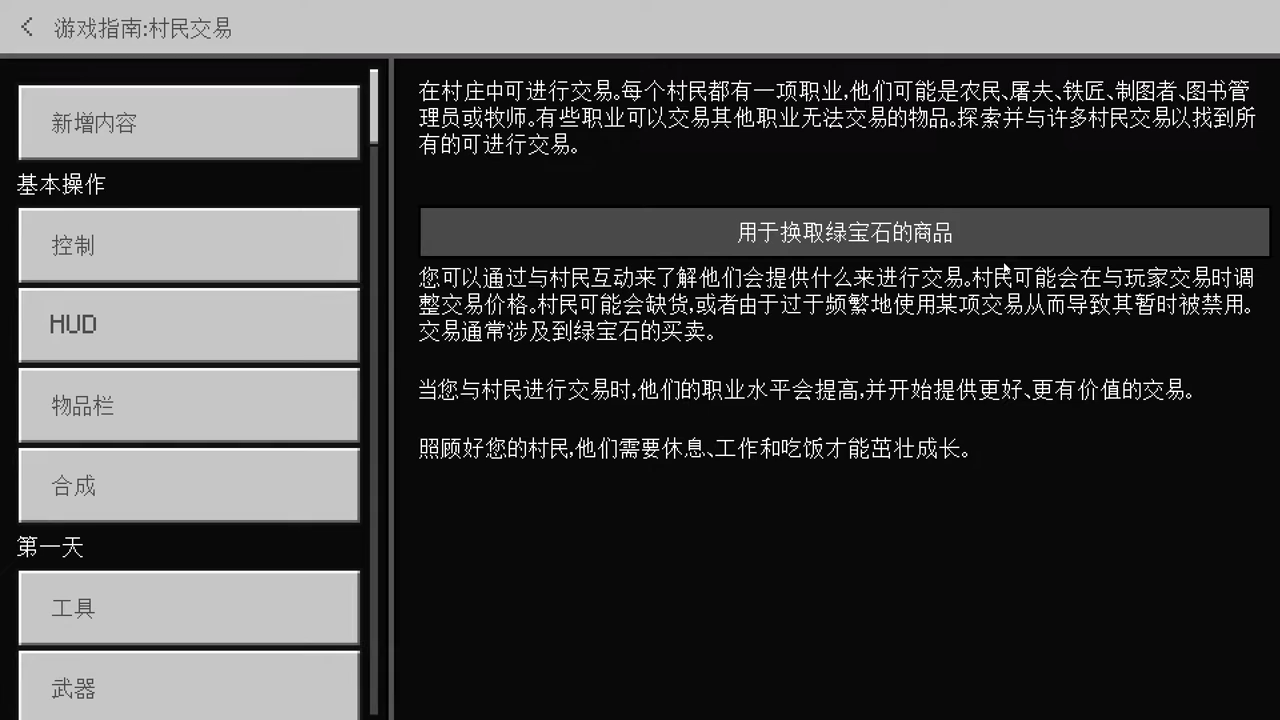 游戏指南:村民交易
新增内容
基本操作
控制
HUD
物品栏
合成
第一天
工具
武器
在村庄中可进行交易。每个村民都有一项职业,他们可能是农民、屠夫、铁匠、制图者、图书管
理员或牧师。有些职业可以交易其他职业无法交易的物品。探索并与许多村民交易以找到所
有的可进行交易。
用于换取绿宝石的商品
您可以通过与村民互动来了解他们会提供什么来进行交易。村民可能会在与玩家交易时调
整交易价格。村民可能会缺货,或者由于过于频繁地使用某项交易从而导致其暂时被禁用。
交易通常涉及到绿宝石的买卖。
当您与村民进行交易时,他们的职业水平会提高,并开始提供更好、更有价值的交易。
照顾好您的村民,他们需要休息、工作和吃饭才能茁壮成长。